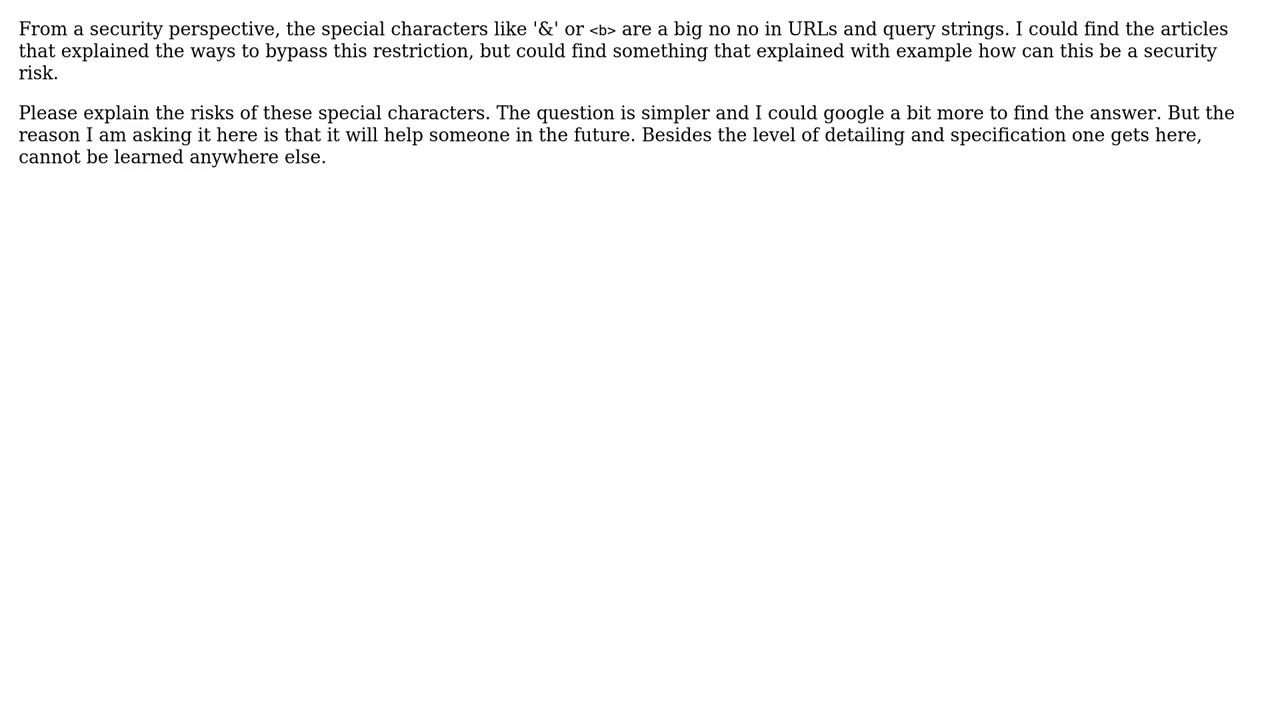 From a security perspective, the special characters like '&' or <b> are a big no no in URLs and query strings. I could find the articles
that explained the ways to bypass this restriction, but could find something that explained with example how can this be a security
risk.
Please explain the risks of these special characters. The question is simpler and I could google a bit more to find the answer. But the
reason I am asking it here is that it will help someone in the future. Besides the level of detailing and specification one gets here,
cannot be learned anywhere else.